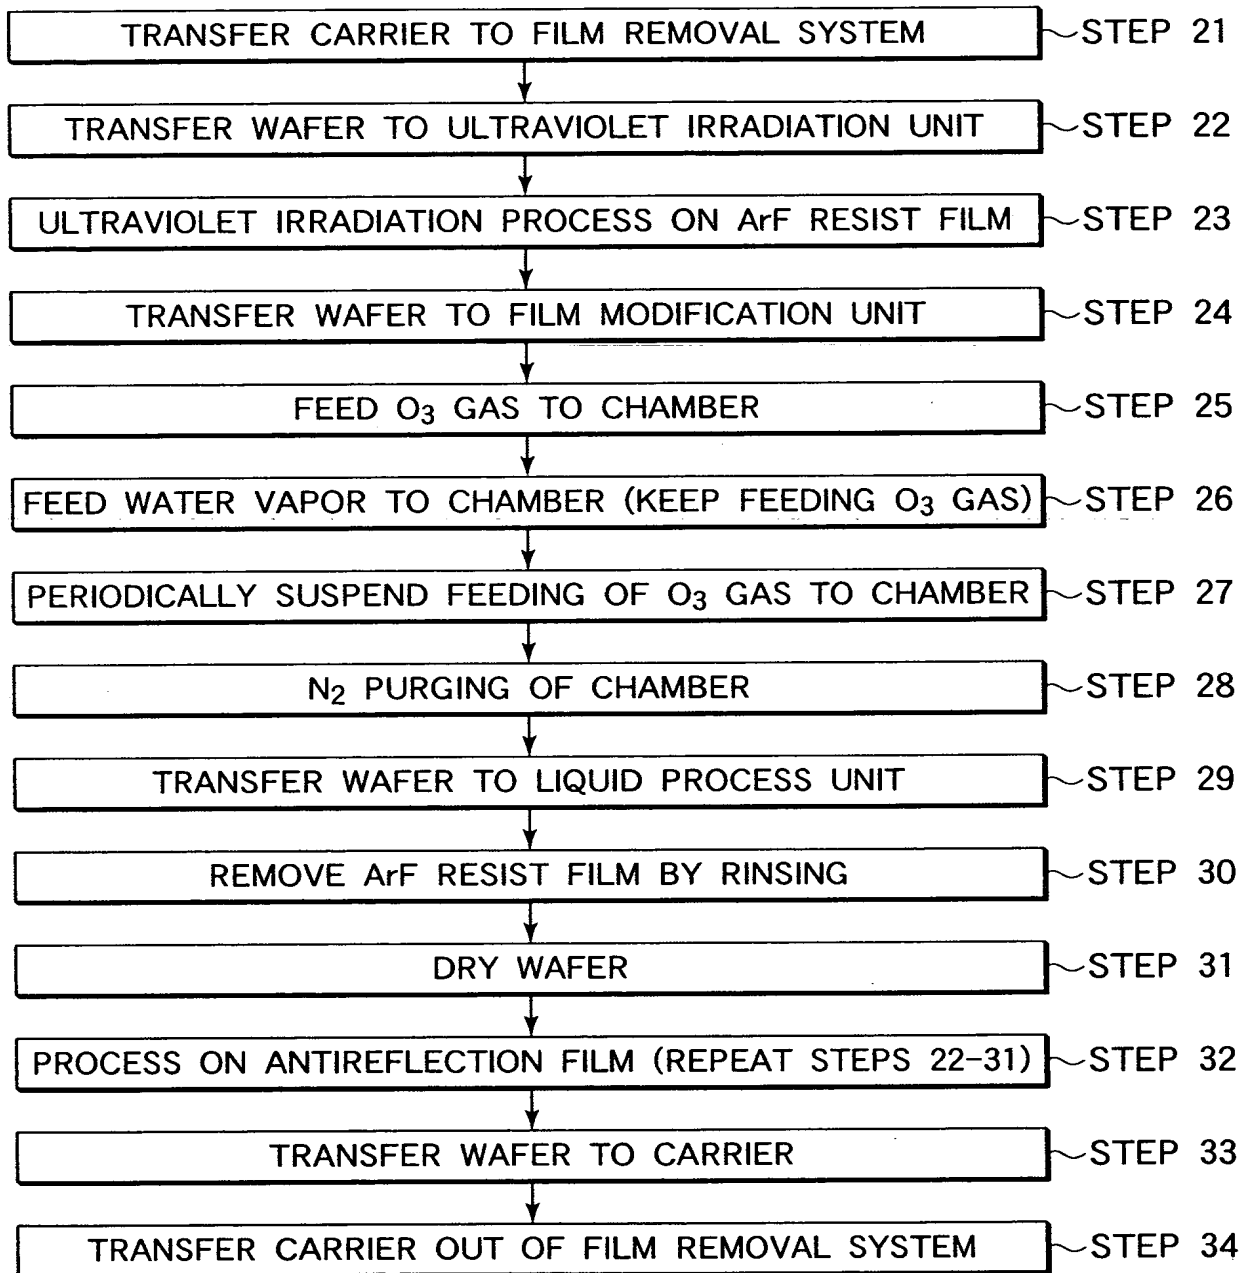 TRANSFER CARRIER TO FILM REMOVAL SYSTEM STEP 21
TRANSFER WAFER TO ULTRAVIOLET IRRADIATION UNIT STEP 22
ULTRAVIOLET IRRADIATION PROCESS ON ArF RESIST FILM STEP 23
TRANSFER WAFER TO FILM MODIFICATION UNIT STEP 24
FEED O₃ GAS TO CHAMBER STEP 25
FEED WATER VAPOR TO CHAMBER (KEEP FEEDING O₃ GAS) STEP 26
PERIODICALLY SUSPEND FEEDING OF O₃ GAS TO CHAMBER STEP 27
N₂ PURGING OF CHAMBER STEP 28
TRANSFER WAFER TO LIQUID PROCESS UNIT STEP 29
REMOVE ArF RESIST FILM BY RINSING STEP 30
DRY WAFER STEP 31
PROCESS ON ANTIREFLECTION FILM (REPEAT STEPS 22-31) STEP 32
TRANSFER WAFER TO CARRIER STEP 33
TRANSFER CARRIER OUT OF FILM REMOVAL SYSTEM STEP 34